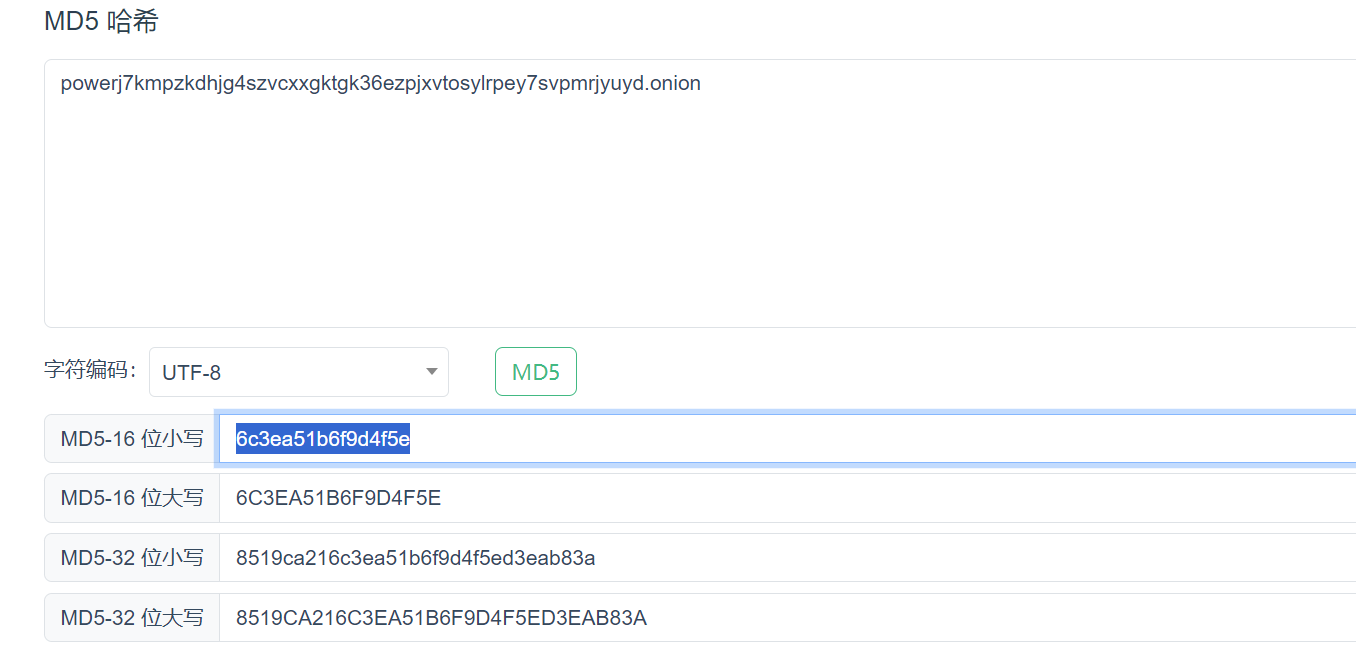 MD5 哈希
powerj7kmpzkdhjg4szvcxxgktgk36ezpjxvtosylrpey7svpmrjyuyd.onion
字符编码： UTF-8 MD5
MD5-16 位小写 6c3ea51b6f9d4f5e
MD5-16 位大写 6C3EA51B6F9D4F5E
MD5-32 位小写 8519ca216c3ea51b6f9d4f5ed3eab83a
MD5-32 位大写 8519CA216C3EA51B6F9D4F5ED3EAB83A